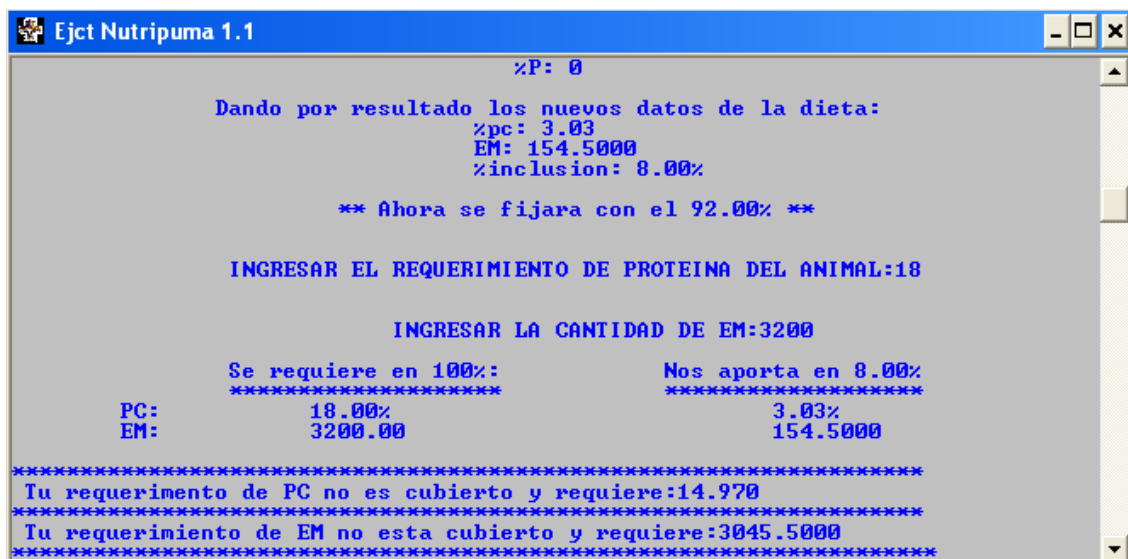 Ejct Nutripuma 1.1
%P: 0
Dando por resultado los nuevos datos de la dieta:
%pc: 3.03
EM: 154.5000
%inclusion: 8.00%
** Ahora se fijara con el 92.00% **
INGRESAR EL REQUERIMIENTO DE PROTEINA DEL ANIMAL:18
INGRESAR LA CANTIDAD DE EM:3200
Se requiere en 100%: Nos aporta en 8.00%
******************** *******************
PC: 18.00% 3.03%
EM: 3200.00 154.5000
*******************************************************************
Tu requerimento de PC no es cubierto y requiere:14.970
*******************************************************************
Tu requerimiento de EM no esta cubierto y requiere:3045.5000
********************************************************************